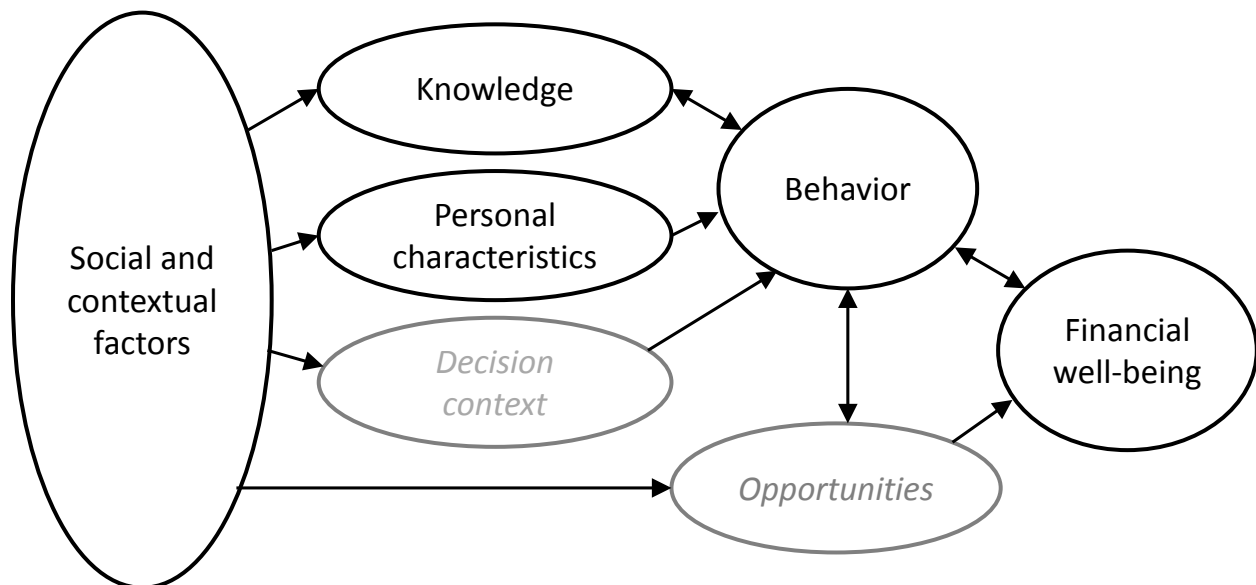 Social and
contextual
factors
Knowledge
Personal
characteristics
Decision
context
Behavior
Opportunities
Financial
well-being